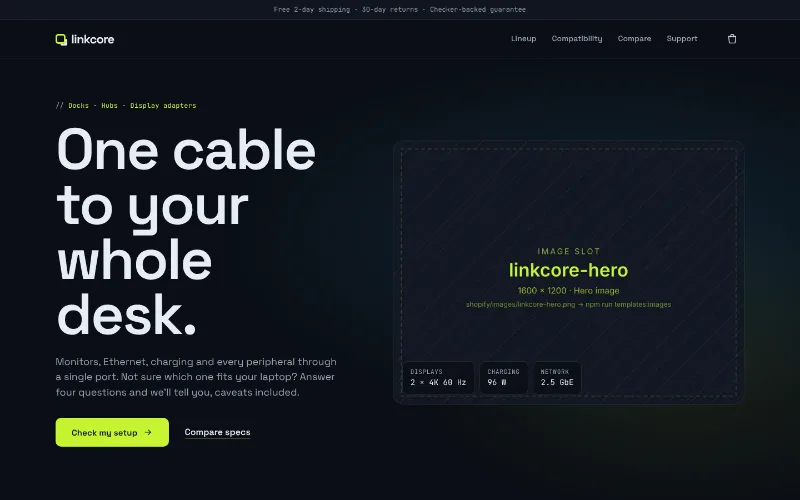 Free 2-day shipping · 30-day returns · Checker-backed guarantee
linkcore
Lineup
Compatibility
Compare
Support
// Docks · Hubs · Display adapters
One cable
to your
whole
desk.
Monitors, Ethernet, charging and every peripheral through
a single port. Not sure which one fits your laptop? Answer
four questions and we'll tell you, caveats included.
Check my setup →
Compare specs
IMAGE SLOT
linkcore-hero
1600 × 1200 · Hero image
shopify/images/linkcore-hero.png → npm run templates:images
DISPLAYS
2 × 4K 60 Hz
CHARGING
96 W
NETWORK
2.5 GbE